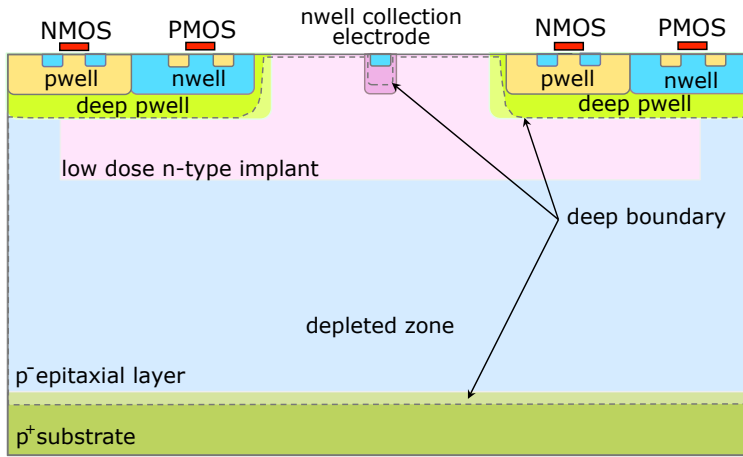 nwell collection
electrode
NMOS PMOS NMOS PMOS
pwell nwell pwell nwell
deep pwell deep pwell
low dose n-type implant
deep boundary
depleted zone
p⁻epitaxial layer
p⁺substrate